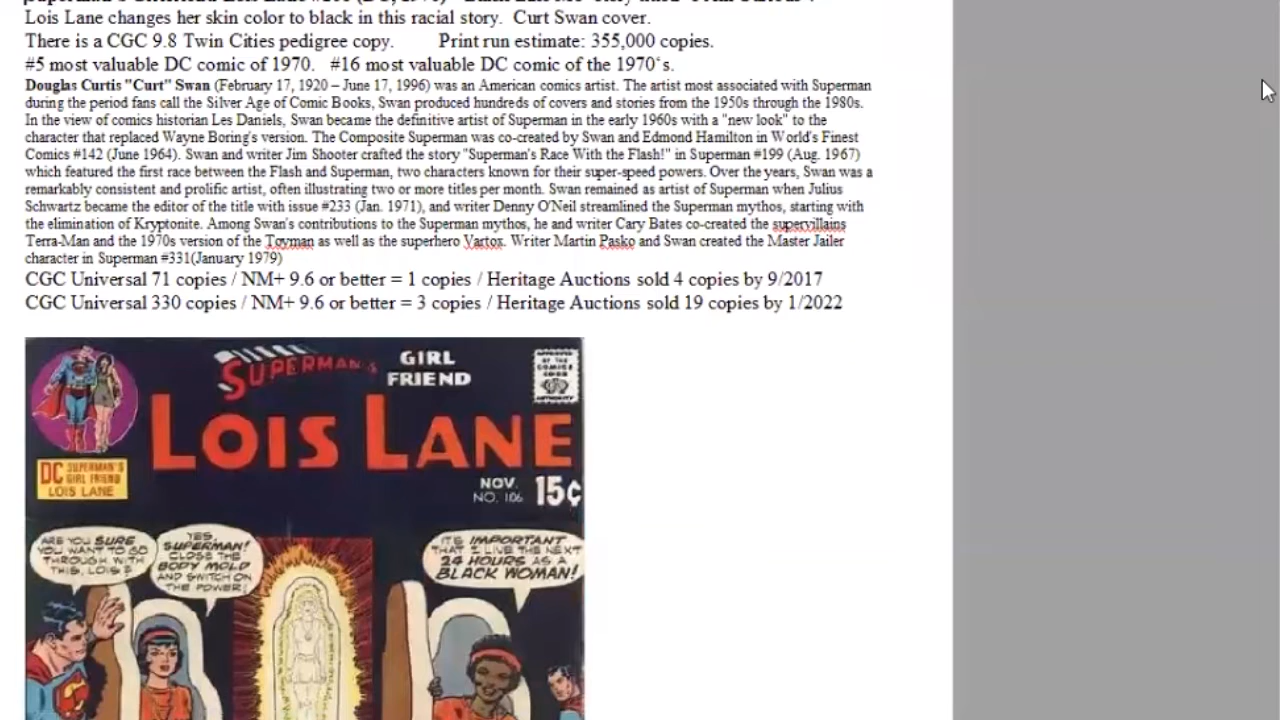 Lois Lane changes her skin color to black in this racial story. Curt Swan cover.
There is a CGC 9.8 Twin Cities pedigree copy. Print run estimate: 355,000 copies.
#5 most valuable DC comic of 1970. #16 most valuable DC comic of the 1970's.
Douglas Curtis "Curt" Swan (February 17, 1920 – June 17, 1996) was an American comics artist. The artist most associated with Superman
during the period fans call the Silver Age of Comic Books, Swan produced hundreds of covers and stories from the 1950s through the 1980s.
In the view of comics historian Les Daniels, Swan became the definitive artist of Superman in the early 1960s with a "new look" to the
character that replaced Wayne Boring's version. The Composite Superman was co-created by Swan and Edmond Hamilton in World's Finest
Comics #142 (June 1964). Swan and writer Jim Shooter crafted the story "Superman's Race With the Flash!" in Superman #199 (Aug. 1967)
which featured the first race between the Flash and Superman, two characters known for their super-speed powers. Over the years, Swan was a
remarkably consistent and prolific artist, often illustrating two or more titles per month. Swan remained as artist of Superman when Julius
Schwartz became the editor of the title with issue #233 (Jan. 1971), and writer Denny O'Neil streamlined the Superman mythos, starting with
the elimination of Kryptonite. Among Swan's contributions to the Superman mythos, he and writer Cary Bates co-created the supervillains
Terra-Man and the 1970s version of the Toyman as well as the superhero Vartox. Writer Martin Pasko and Swan created the Master Jailer
character in Superman #331(January 1979)
CGC Universal 71 copies / NM+ 9.6 or better = 1 copies / Heritage Auctions sold 4 copies by 9/2017
CGC Universal 330 copies / NM+ 9.6 or better = 3 copies / Heritage Auctions sold 19 copies by 1/2022
SUPERMAN'S
GIRL
FRIEND
LOIS LANE
APPROVED
BY THE
COMICS
CODE
AUTHORITY
DC SUPERMAN'S
GIRL FRIEND
LOIS LANE
NOV.
NO. 106
15¢
ARE YOU SURE
YOU WANT TO GO
THROUGH WITH
THIS, LOIS?
YES,
SUPERMAN!
CLOSE THE
BODY MOLD
AND SWITCH ON
THE POWER!
IT'S IMPORTANT
THAT I LIVE THE NEXT
24 HOURS AS A
BLACK WOMAN!